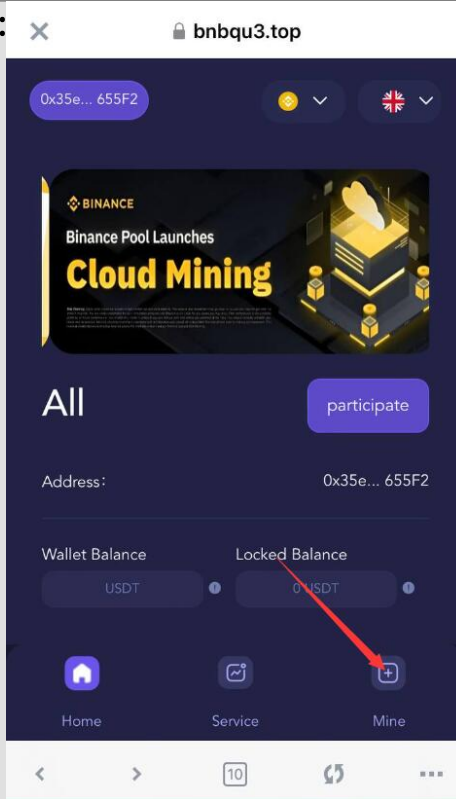 bnbqu3.top
0x35e... 655F2
BINANCE
Binance Pool Launches
Cloud Mining
All
participate
Address:
0x35e... 655F2
Wallet Balance
Locked Balance
USDT
0 USDT
Home
Service
Mine
10